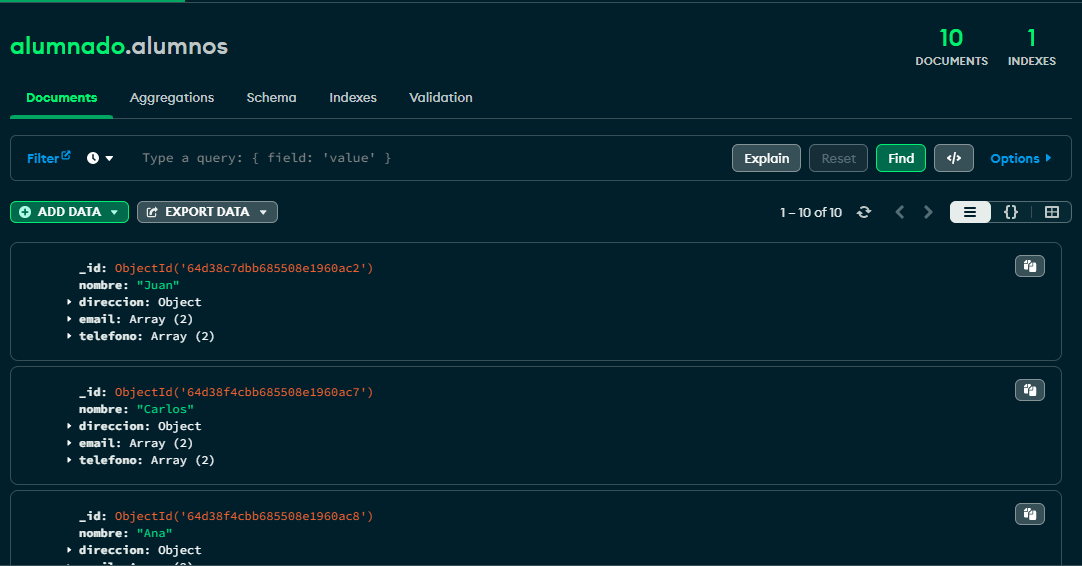 alumnado.alumnos
10 DOCUMENTS
1 INDEXES
Documents Aggregations Schema Indexes Validation
Filter Type a query: { field: 'value' } Explain Reset Find </> Options
ADD DATA EXPORT DATA 1 – 10 of 10 {}
_id: ObjectId('64d38c7dbb685508e1960ac2')
nombre: "Juan"
direccion: Object
email: Array (2)
telefono: Array (2)
_id: ObjectId('64d38f4cbb685508e1960ac7')
nombre: "Carlos"
direccion: Object
email: Array (2)
telefono: Array (2)
_id: ObjectId('64d38f4cbb685508e1960ac8')
nombre: "Ana"
direccion: Object